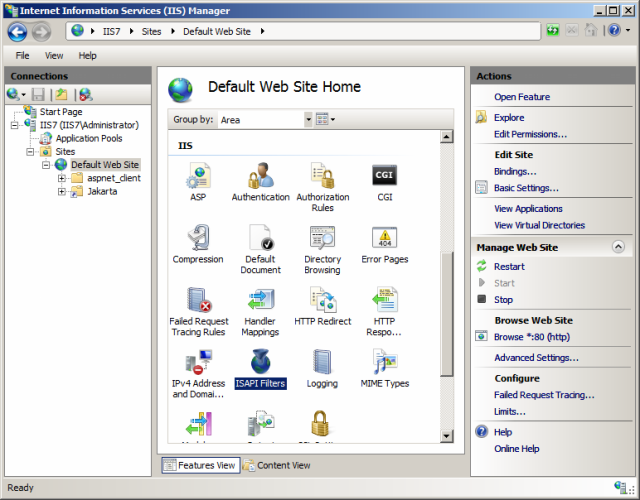 Internet Information Services (IIS) Manager
IIS7
Sites
Default Web Site
File
View
Help
Connections
Start Page
IIS7 (IIS7\Administrator)
Application Pools
Sites
Default Web Site
aspnet_client
Jakarta
Default Web Site Home
Group by:
Area
IIS
ASP
Authentication
Authorization
Rules
CGI
CGI
Compression
Default
Document
Directory
Browsing
404
Error Pages
Failed Request
Tracing Rules
Handler
Mappings
HTTP Redirect
HTTP
Respo...
IPv4 Address
and Domai...
ISAPI Filters
Logging
MIME Types
Features View
Content View
Actions
Open Feature
Explore
Edit Permissions...
Edit Site
Bindings...
Basic Settings...
View Applications
View Virtual Directories
Manage Web Site
Restart
Start
Stop
Browse Web Site
Browse *:80 (http)
Advanced Settings...
Configure
Failed Request Tracing...
Limits...
Help
Online Help
Ready